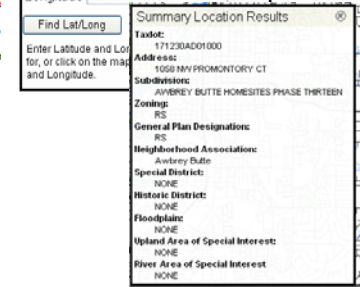 Find Lat/Long
Enter Latitude and Lon
for, or click on the map
and Longitude.
Summary Location Results
Taxlot:
171230AD01000
Address:
1058 NW PROMONTORY CT
Subdivision:
AWBREY BUTTE HOMESITES PHASE THIRTEEN
Zoning:
RS
General Plan Designation:
RS
Neighborhood Association:
Awbrey Butte
Special District:
NONE
Historic District:
NONE
Floodplain:
NONE
Upland Area of Special Interest:
NONE
River Area of Special Interest
NONE